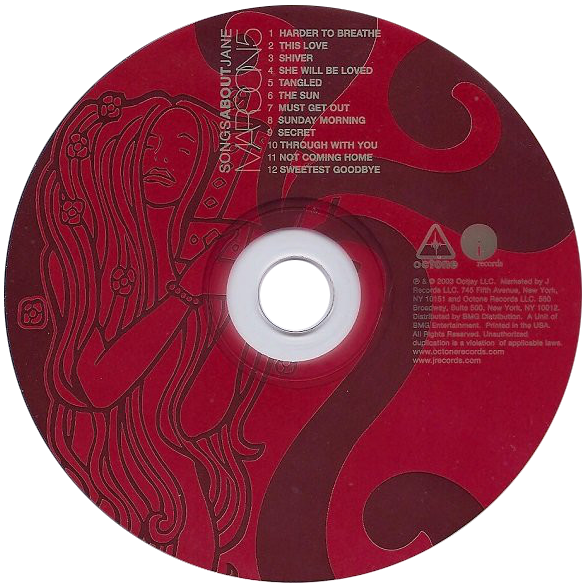 SONGSABOUTJANE
MAROON5
1 HARDER TO BREATHE
2 THIS LOVE
3 SHIVER
4 SHE WILL BE LOVED
5 TANGLED
6 THE SUN
7 MUST GET OUT
8 SUNDAY MORNING
9 SECRET
10 THROUGH WITH YOU
11 NOT COMING HOME
12 SWEETEST GOODBYE
octone
j
records
℗ & © 2003 Octjay LLC. Marketed by J
Records LLC. 745 Fifth Avenue, New York,
NY 10151 and Octone Records LLC. 560
Broadway, Suite 500, New York, NY 10012.
Distributed by BMG Distribution. A Unit of
BMG Entertainment. Printed in the USA.
All Rights Reserved. Unauthorized
duplication is a violation of applicable laws.
www.octonerecords.com
www.jrecords.com